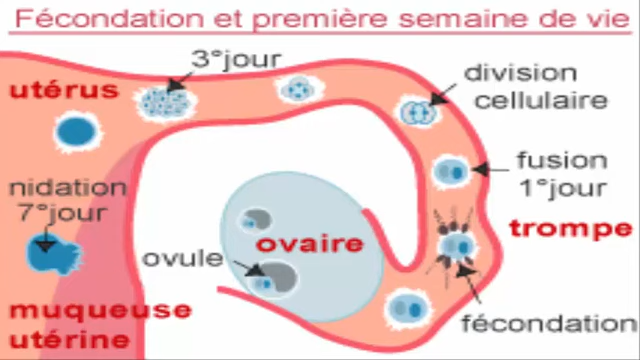 Fécondation et première semaine de vie
3°jour
utérus
division
cellulaire
fusion
1°jour
nidation
7°jour
trompe
ovaire
ovule
muqueuse
utérine
fécondation